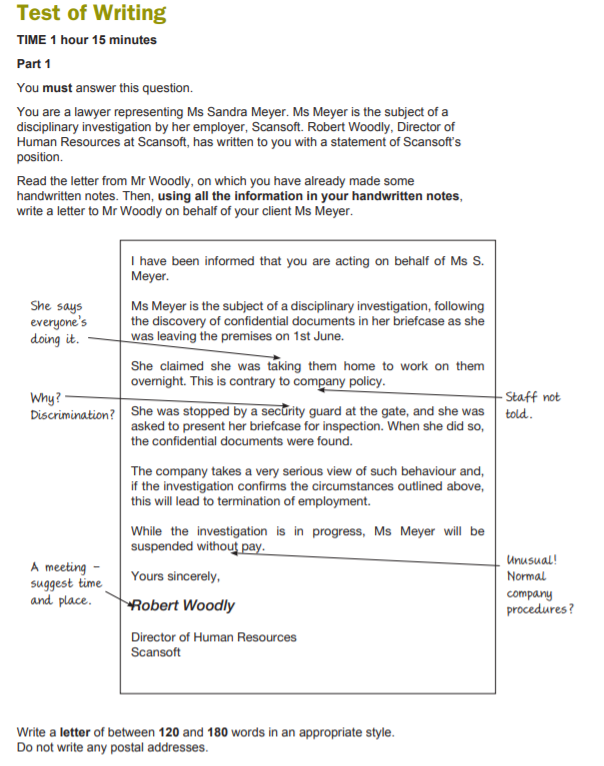 Test of Writing
TIME 1 hour 15 minutes
Part 1
You must answer this question.
You are a lawyer representing Ms Sandra Meyer. Ms Meyer is the subject of a
disciplinary investigation by her employer, Scansoft. Robert Woodly, Director of
Human Resources at Scansoft, has written to you with a statement of Scansoft's
position.
Read the letter from Mr Woodly, on which you have already made some
handwritten notes. Then, using all the information in your handwritten notes,
write a letter to Mr Woodly on behalf of your client Ms Meyer.
I have been informed that you are acting on behalf of Ms S.
Meyer.
She says
everyone's
doing it.
Ms Meyer is the subject of a disciplinary investigation, following
the discovery of confidential documents in her briefcase as she
was leaving the premises on 1st June.
She claimed she was taking them home to work on them
overnight. This is contrary to company policy.
Why?
Discrimination?
Staff not
told.
She was stopped by a security guard at the gate, and she was
asked to present her briefcase for inspection. When she did so,
the confidential documents were found.
The company takes a very serious view of such behaviour and,
if the investigation confirms the circumstances outlined above,
this will lead to termination of employment.
While the investigation is in progress, Ms Meyer will be
suspended without pay.
Unusual!
Normal
company
procedures?
A meeting –
suggest time
and place.
Yours sincerely,
Robert Woodly
Director of Human Resources
Scansoft
Write a letter of between 120 and 180 words in an appropriate style.
Do not write any postal addresses.